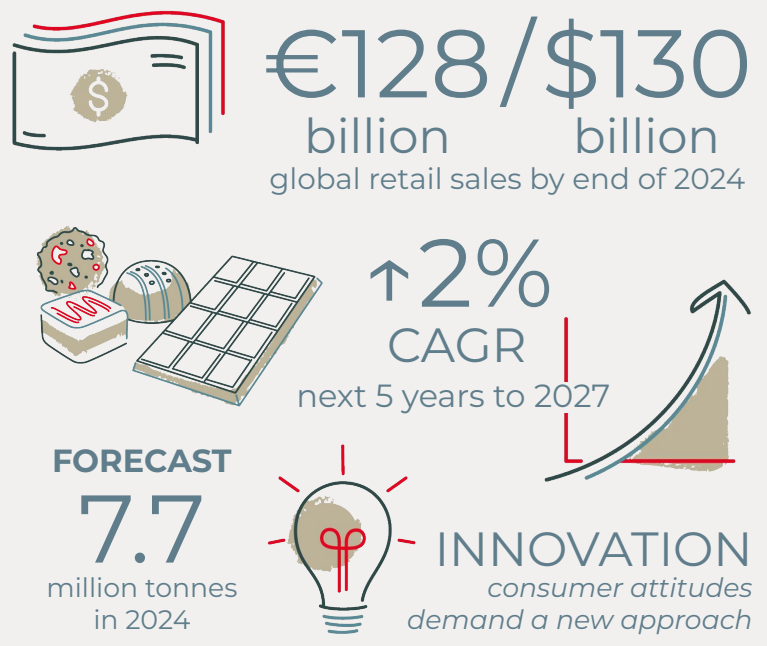 $
€128/$130
billion billion
global retail sales by end of 2024
↑2%
CAGR
next 5 years to 2027
FORECAST
7.7
million tonnes
in 2024
INNOVATION
consumer attitudes
demand a new approach